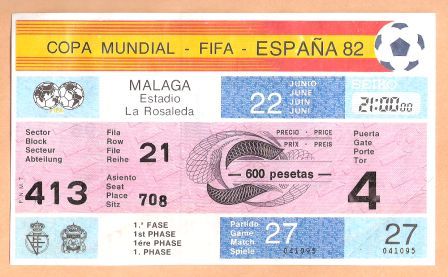 COPA MUNDIAL - FIFA - ESPAÑA 82
MALAGA
Estadio
La Rosaleda
22
JUNIO
JUNE
JUIN
JUNI
SEIKO
21:00 00
Sector
Block
Secteur
Abteilung
413
Fila
Row
File
Reihe
21
Asiento
Seat
Place
Sitz
708
PRECIO - PRICE
PRIX - PREIS
600 pesetas
Puerta
Gate
Porte
Tor
4
F.N.M.T.
1.ª FASE
1st PHASE
1ére PHASE
1. PHASE
Partido
Game
Match
Spiele
27
041095
27
041095